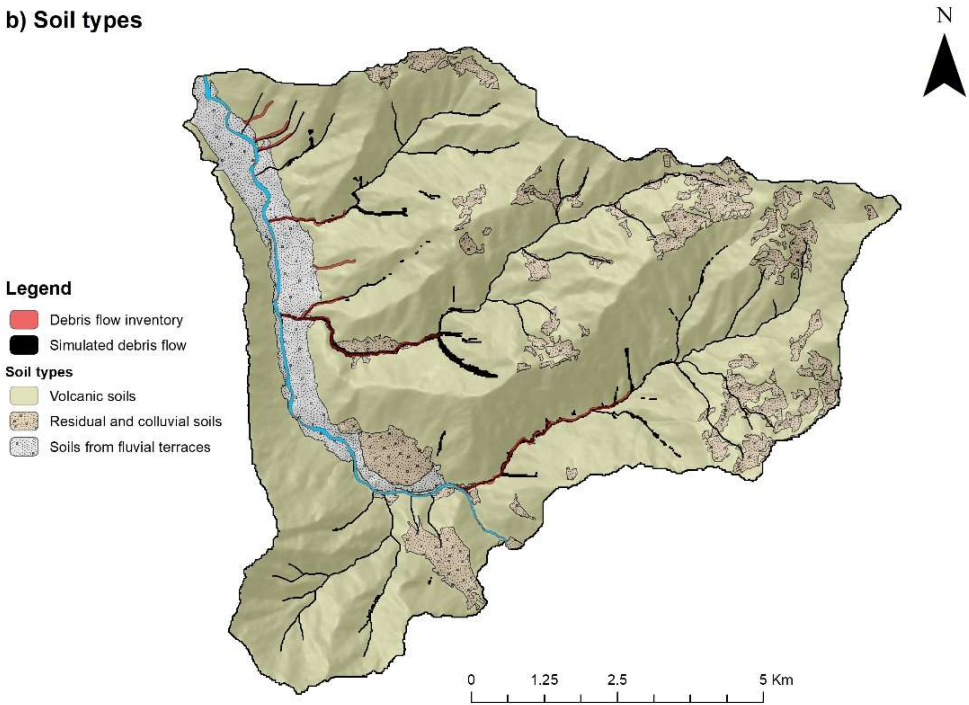 b) Soil types
N
Legend
Debris flow inventory
Simulated debris flow
Soil types
Volcanic soils
Residual and colluvial soils
Soils from fluvial terraces
0 1.25 2.5 5 Km